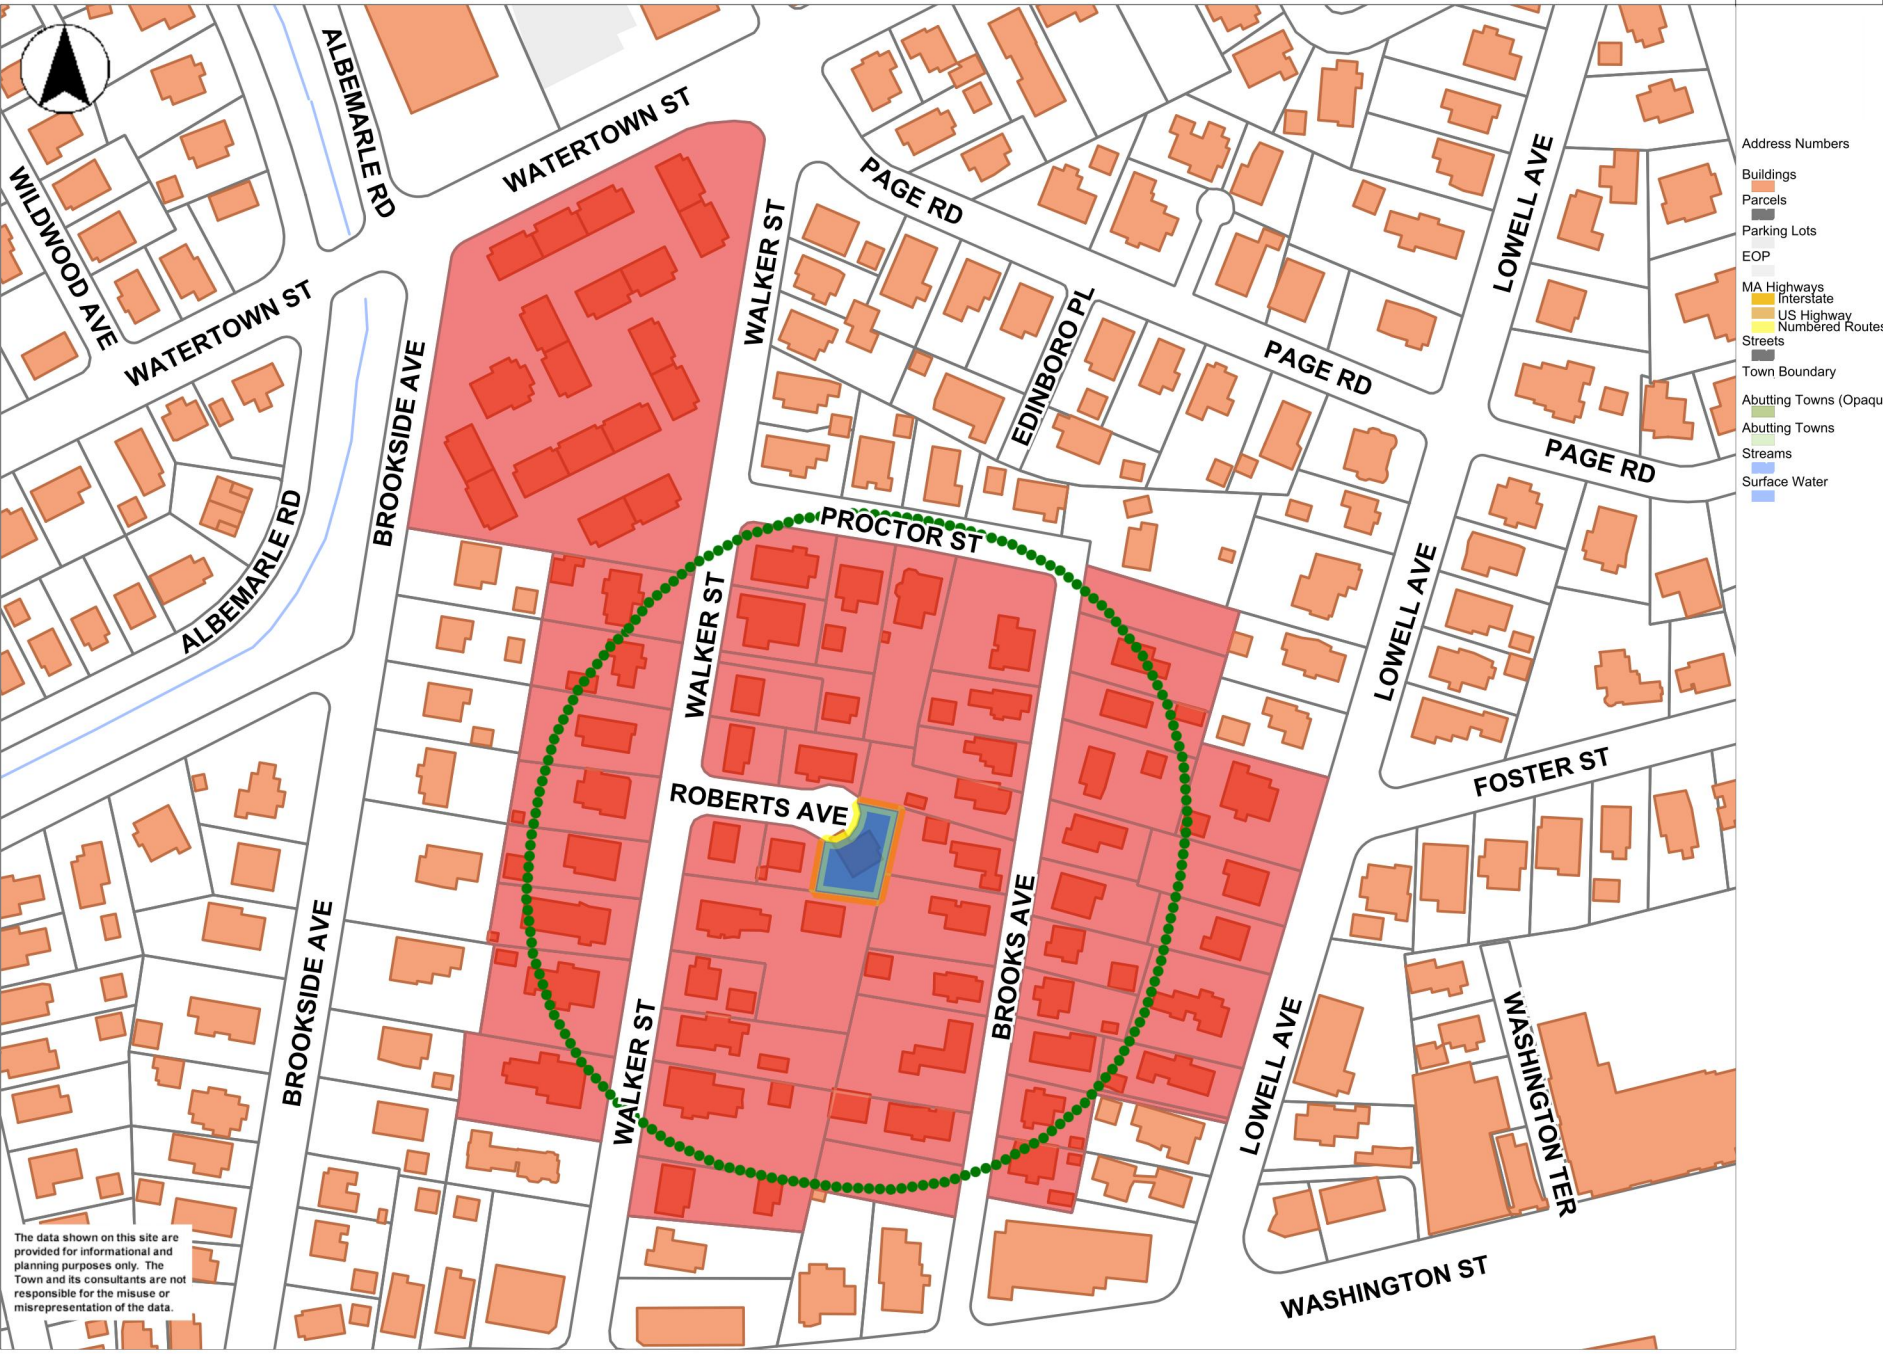 ALBEMARLE RD
WATERTOWN ST
WILDWOOD AVE
WATERTOWN ST
BROOKSIDE AVE
ALBEMARLE RD
WALKER ST
PAGE RD
EDINBORO PL
PAGE RD
LOWELL AVE
PAGE RD
PROCTOR ST
WALKER ST
LOWELL AVE
FOSTER ST
ROBERTS AVE
BROOKSIDE AVE
BROOKS AVE
WALKER ST
LOWELL AVE
WASHINGTON TER
WASHINGTON ST
The data shown on this site are
provided for informational and
planning purposes only. The
Town and its consultants are not
responsible for the misuse or
misrepresentation of the data.
Address Numbers
Buildings
Parcels
Parking Lots
EOP
MA Highways
Interstate
US Highway
Numbered Routes
Streets
Town Boundary
Abutting Towns (Opaqu
Abutting Towns
Streams
Surface Water